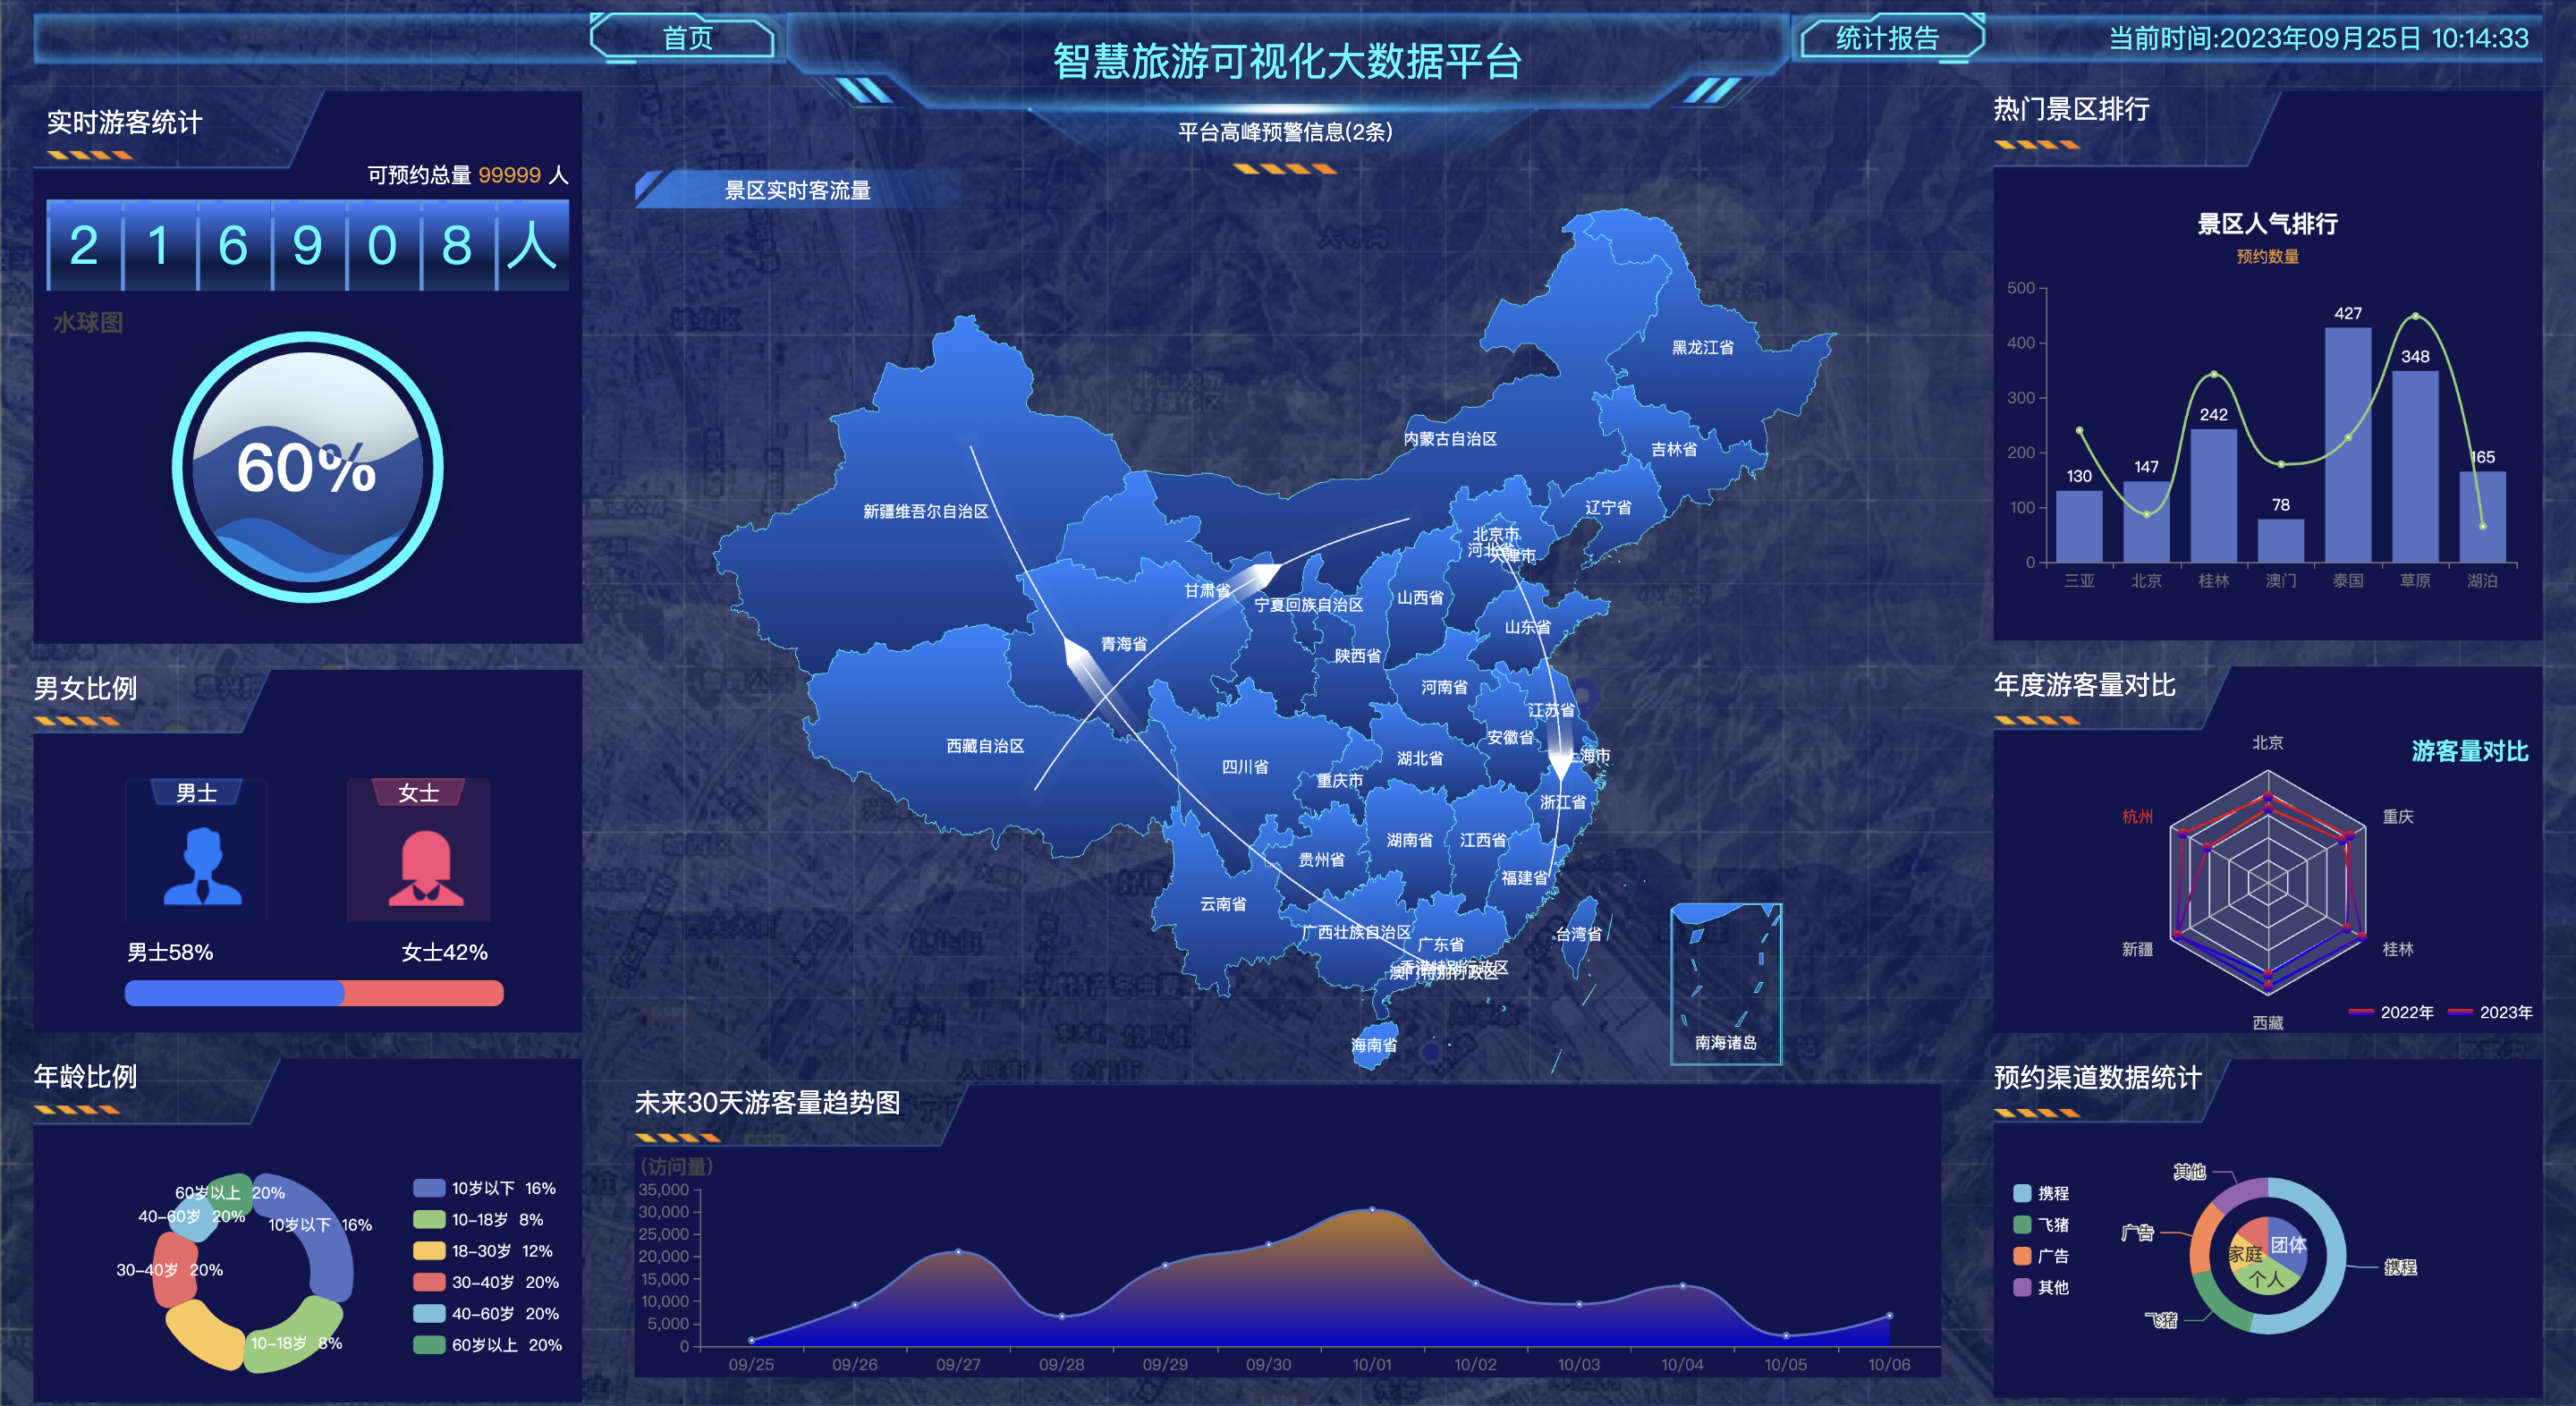 首页
智慧旅游可视化大数据平台
统计报告
当前时间:2023年09月25日 10:14:33
平台高峰预警信息(2条)
实时游客统计
可预约总量 99999 人
2 1 6 9 0 8 人
水球图
60%
男女比例
男士
女士
男士58%
女士42%
年龄比例
60岁以上 20%
40-60岁 20%
10岁以下 16%
30-40岁 20%
10-18岁 8%
10岁以下 16%
10-18岁 8%
18-30岁 12%
30-40岁 20%
40-60岁 20%
60岁以上 20%
景区实时客流量
黑龙江省
内蒙古自治区
吉林省
新疆维吾尔自治区
辽宁省
北京市
河北省
天津市
甘肃省
宁夏回族自治区
山西省
山东省
青海省
陕西省
河南省
江苏省
西藏自治区
安徽省
四川省
湖北省
上海市
重庆市
浙江省
湖南省
江西省
贵州省
福建省
云南省
广西壮族自治区
广东省
台湾省
香港特别行政区
澳门特别行政区
南海诸岛
海南省
未来30天游客量趋势图
(访问量)
35,000
30,000
25,000
20,000
15,000
10,000
5,000
0
09/25 09/26 09/27 09/28 09/29 09/30 10/01 10/02 10/03 10/04 10/05 10/06
热门景区排行
景区人气排行
预约数量
500
400
300
200
100
0
130 147 242 78 427 348 165
三亚 北京 桂林 澳门 泰国 草原 湖泊
年度游客量对比
游客量对比
北京
杭州
重庆
新疆
桂林
西藏
2022年 2023年
预约渠道数据统计
携程
飞猪
广告
其他
其他
广告
飞猪
携程
团体
家庭
个人